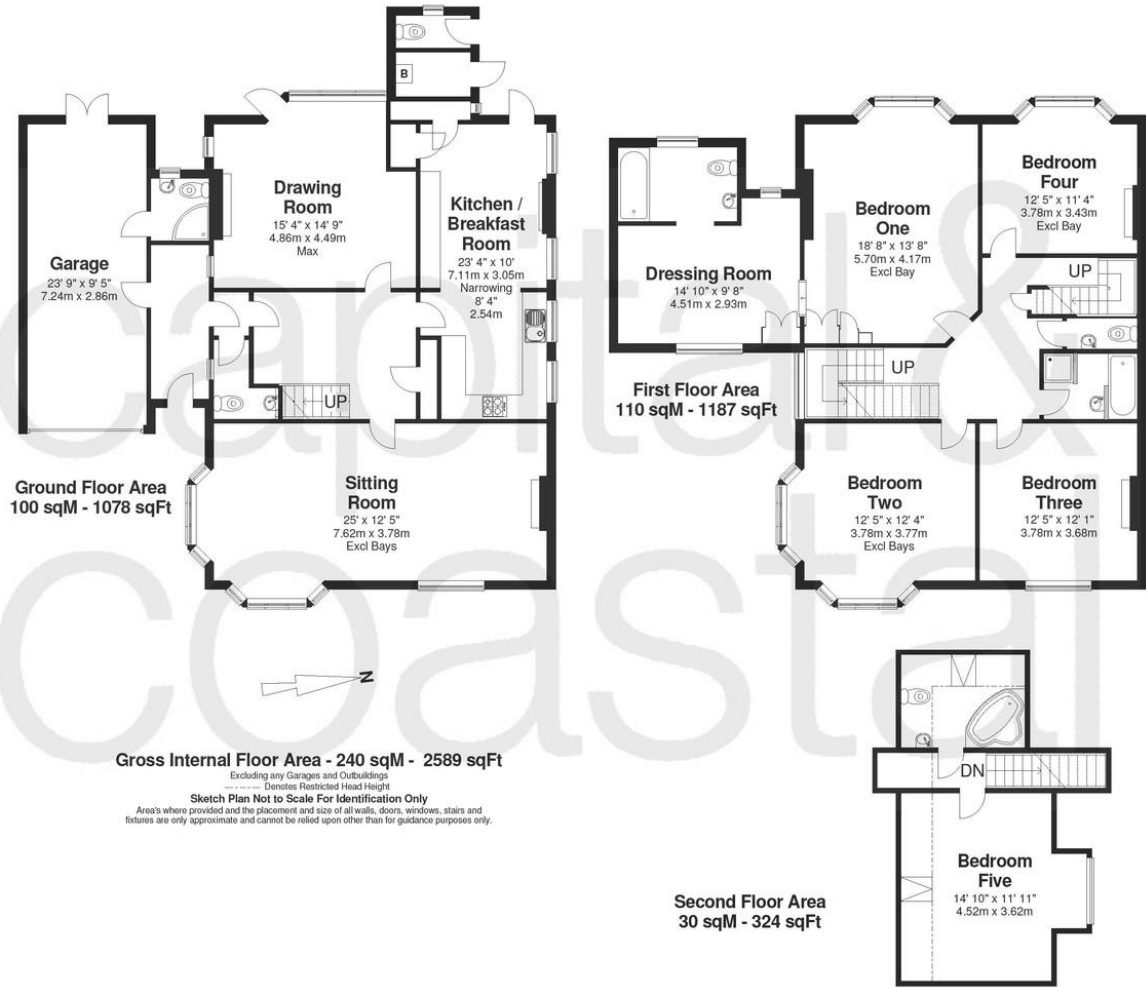 B
Garage
23' 9" x 9' 5"
7.24m x 2.86m
Drawing
Room
15' 4" x 14' 9"
4.86m x 4.49m
Max
Kitchen /
Breakfast
Room
23' 4" x 10'
7.11m x 3.05m
Narrowing
8' 4"
2.54m
UP
Sitting
Room
25' x 12' 5"
7.62m x 3.78m
Excl Bays
Ground Floor Area
100 sqM - 1078 sqFt
Dressing Room
14' 10" x 9' 8"
4.51m x 2.93m
Bedroom
One
18' 8" x 13' 8"
5.70m x 4.17m
Excl Bay
Bedroom
Four
12' 5" x 11' 4"
3.78m x 3.43m
Excl Bay
UP
UP
First Floor Area
110 sqM - 1187 sqFt
Bedroom
Two
12' 5" x 12' 4"
3.78m x 3.77m
Excl Bays
Bedroom
Three
12' 5" x 12' 1"
3.78m x 3.68m
capital &
coastal
N
Gross Internal Floor Area - 240 sqM - 2589 sqFt
Excluding any Garages and Outbuildings
Denotes Restricted Head Height
Sketch Plan Not to Scale For Identification Only
Area's where provided and the placement and size of all walls, doors, windows, stairs and
fixtures are only approximate and cannot be relied upon other than for guidance purposes only.
DN
Bedroom
Five
14' 10" x 11' 11"
4.52m x 3.62m
Second Floor Area
30 sqM - 324 sqFt